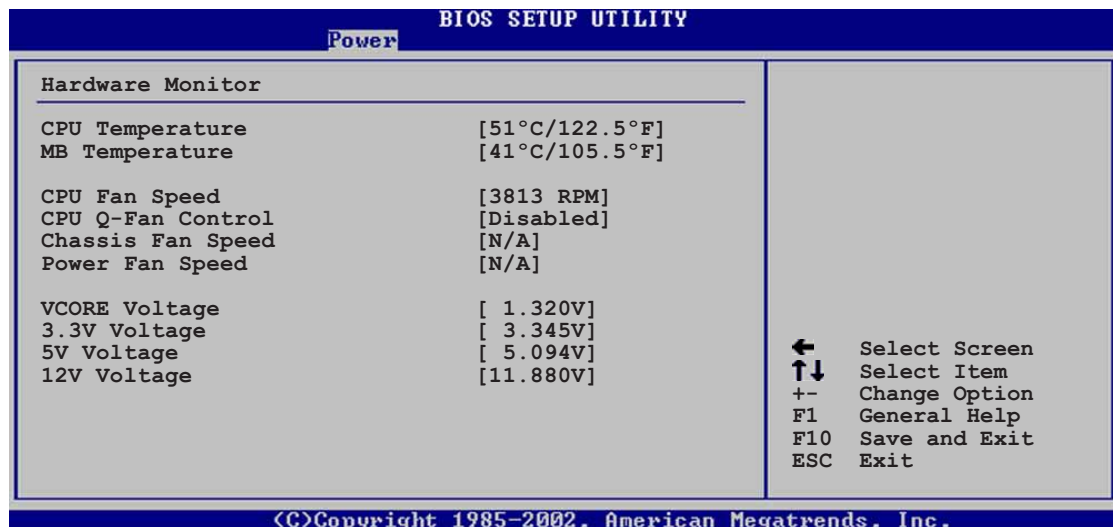 BIOS SETUP UTILITY
Power
Hardware Monitor
CPU Temperature [51°C/122.5°F]
MB Temperature [41°C/105.5°F]
CPU Fan Speed [3813 RPM]
CPU Q-Fan Control [Disabled]
Chassis Fan Speed [N/A]
Power Fan Speed [N/A]
VCORE Voltage [ 1.320V]
3.3V Voltage [ 3.345V]
5V Voltage [ 5.094V]
12V Voltage [11.880V]
← Select Screen
↑↓ Select Item
+- Change Option
F1 General Help
F10 Save and Exit
ESC Exit
(C)Copyright 1985-2002, American Megatrends, Inc.